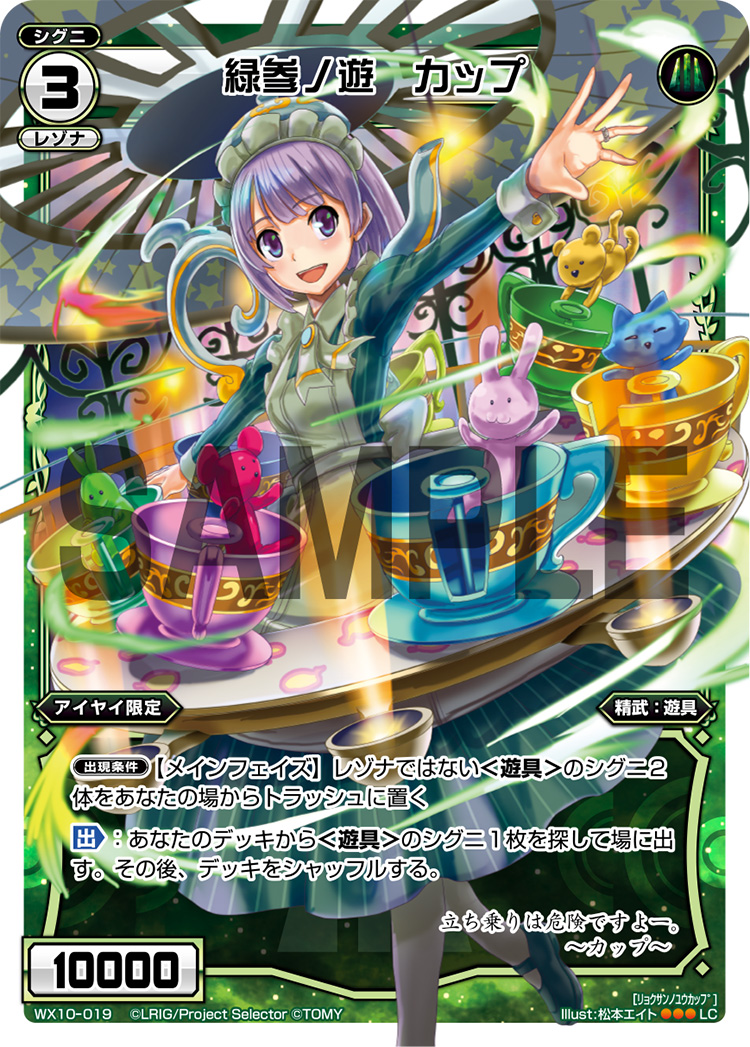 シグニ
3
レゾナ
緑参ノ遊 カップ
SAMPLE
アイヤイ限定
精武:遊具
出現条件【メインフェイズ】レゾナではない<遊具>のシグニ2
体をあなたの場からトラッシュに置く
出:あなたのデッキから<遊具>のシグニ1枚を探して場に出
す。その後、デッキをシャッフルする。
立ち乗りは危険ですよー。
~カップ~
10000
[リョクサンノユウカップ]
WX10-019 ©LRIG/Project Selector ©TOMY
Illust:松本エイト LC